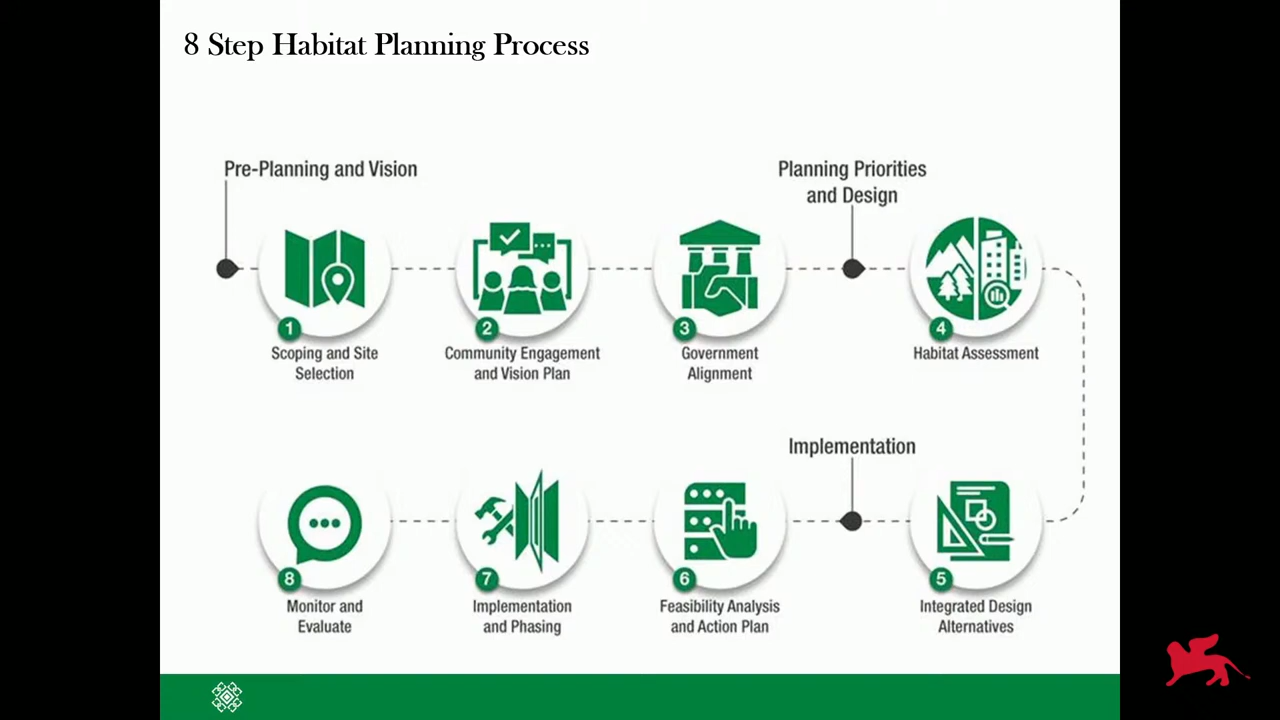 8 Step Habitat Planning Process
Pre-Planning and Vision
Planning Priorities
and Design
1
Scoping and Site
Selection
2
Community Engagement
and Vision Plan
3
Government
Alignment
4
Habitat Assessment
Implementation
8
Monitor and
Evaluate
7
Implementation
and Phasing
6
Feasibility Analysis
and Action Plan
5
Integrated Design
Alternatives